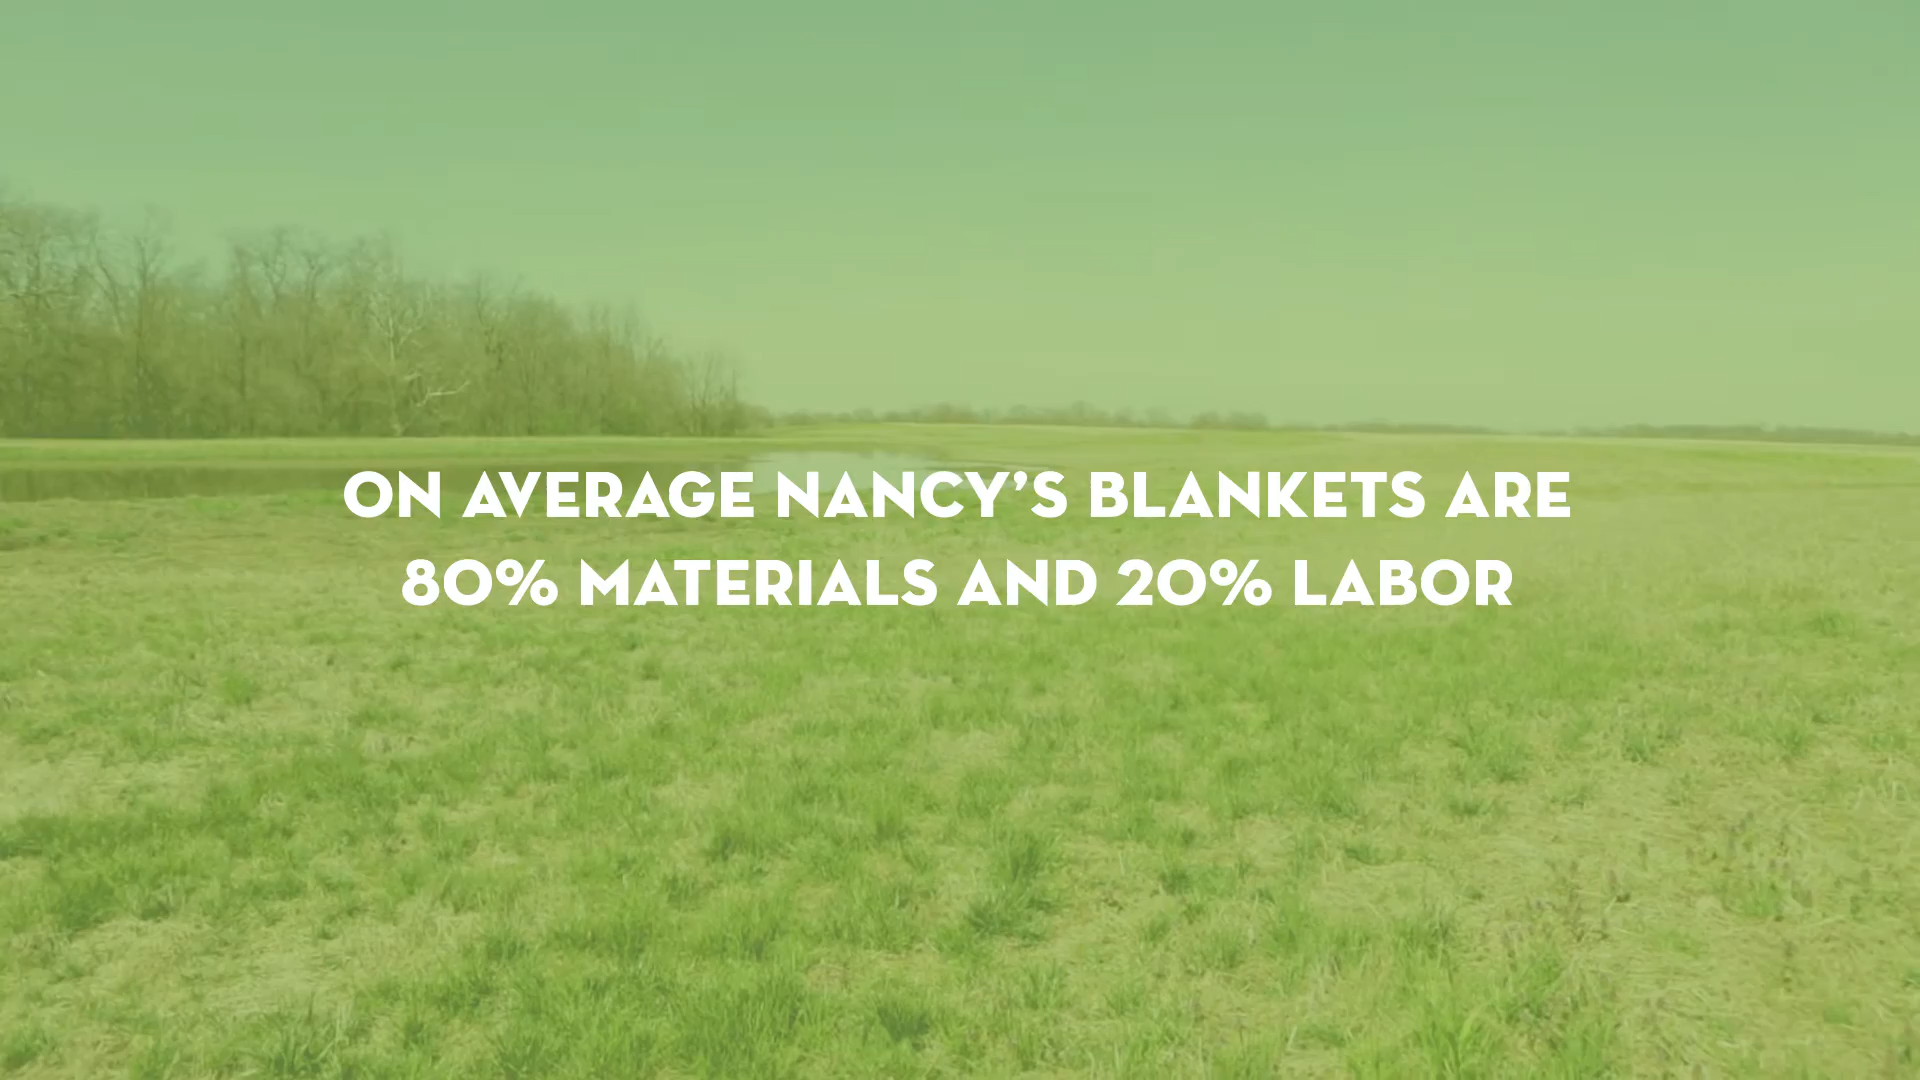 ON AVERAGE NANCY’S BLANKETS ARE
80% MATERIALS AND 20% LABOR